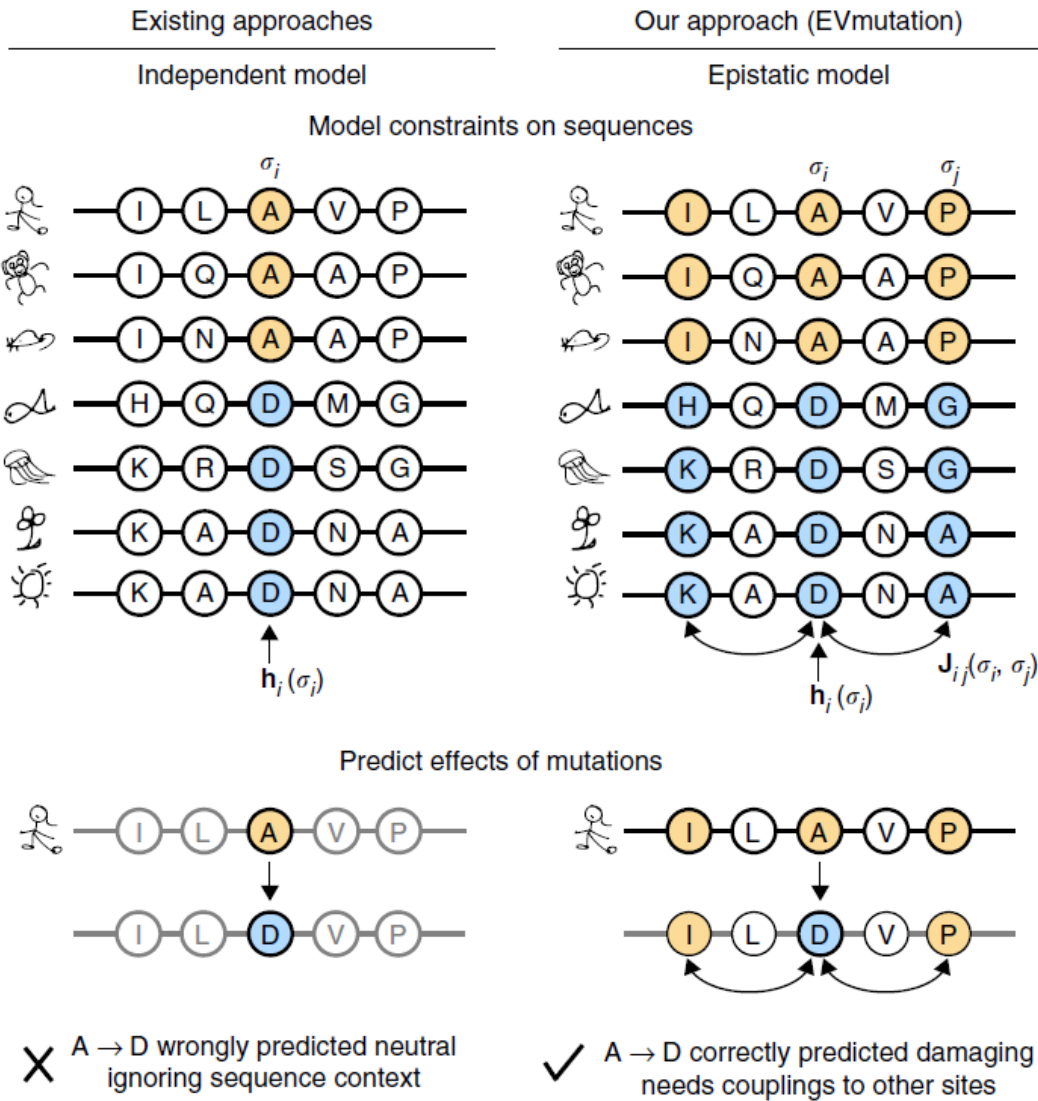 Existing approaches
Our approach (EVmutation)
Independent model
Epistatic model
Model constraints on sequences
σi
σi σj
I L A V P
I L A V P
I Q A A P
I Q A A P
I N A A P
I N A A P
H Q D M G
H Q D M G
K R D S G
K R D S G
K A D N A
K A D N A
K A D N A
K A D N A
hi(σi)
Jij(σi, σj)
hi(σi)
Predict effects of mutations
I L A V P
I L A V P
I L D V P
I L D V P
A → D wrongly predicted neutral
ignoring sequence context
A → D correctly predicted damaging
needs couplings to other sites